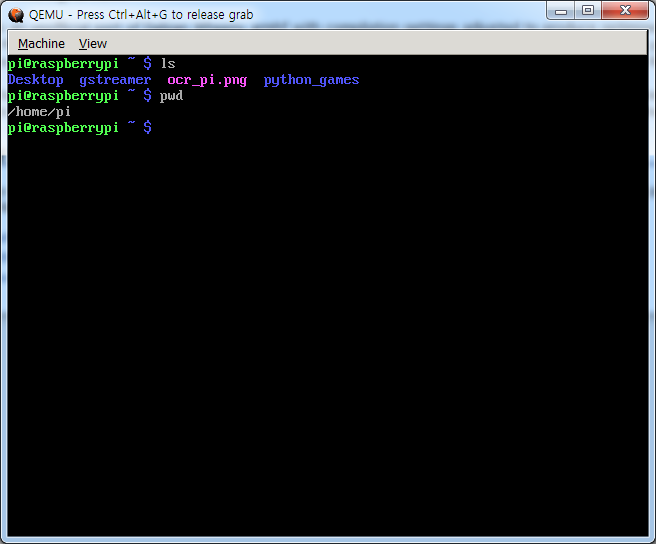 QEMU - Press Ctrl+Alt+G to release grab
Machine View
pi@raspberrypi ~ $ ls
Desktop gstreamer ocr_pi.png python_games
pi@raspberrypi ~ $ pwd
/home/pi
pi@raspberrypi ~ $